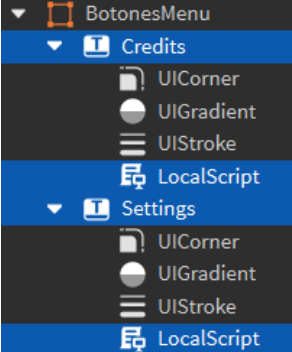 BotonesMenu
Credits
UICorner
UIGradient
UIStroke
LocalScript
Settings
UICorner
UIGradient
UIStroke
LocalScript